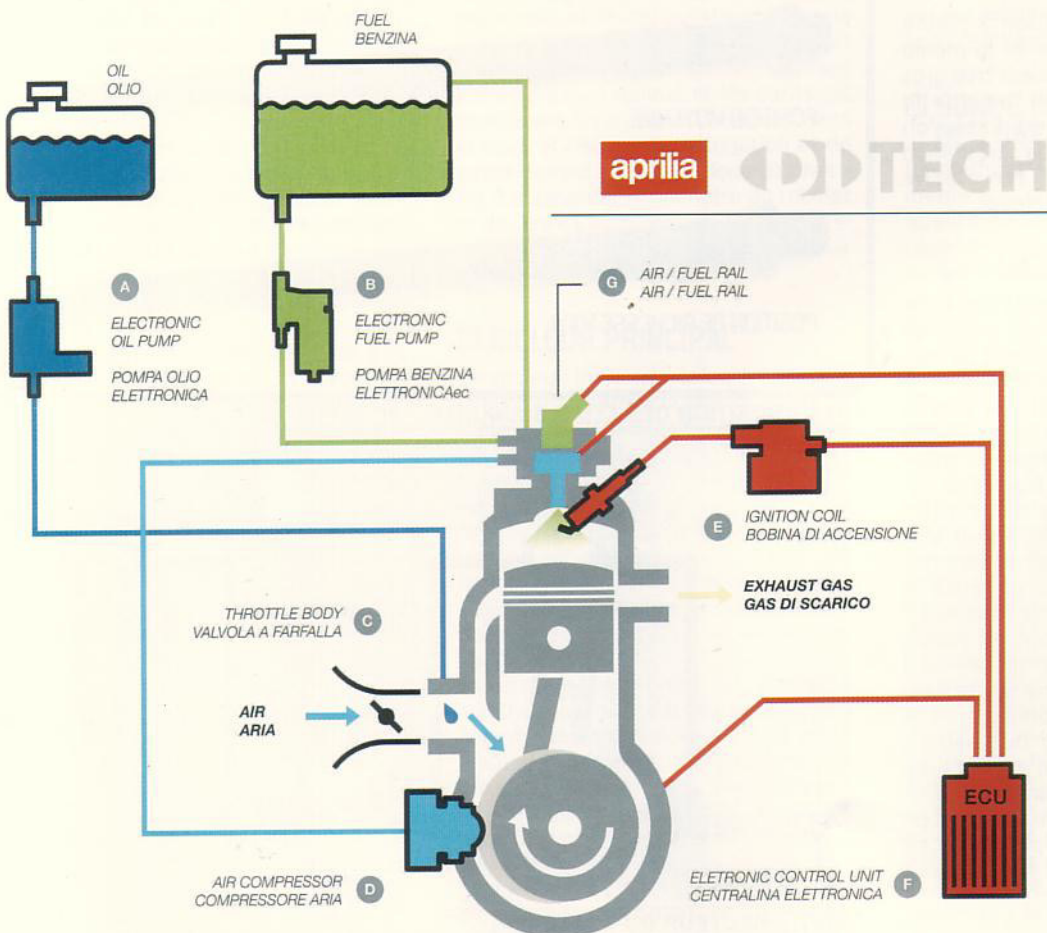 FUEL
BENZINA
OIL
OLIO
aprilia
TECH
A
ELECTRONIC
OIL PUMP
POMPA OLIO
ELETTRONICA
B
ELECTRONIC
FUEL PUMP
POMPA BENZINA
ELETTRONICAec
G
AIR / FUEL RAIL
AIR / FUEL RAIL
E
IGNITION COIL
BOBINA DI ACCENSIONE
EXHAUST GAS
GAS DI SCARICO
THROTTLE BODY
VALVOLA A FARFALLA
C
AIR
ARIA
ECU
AIR COMPRESSOR
COMPRESSORE ARIA
D
ELETRONIC CONTROL UNIT
CENTRALINA ELETTRONICA
F